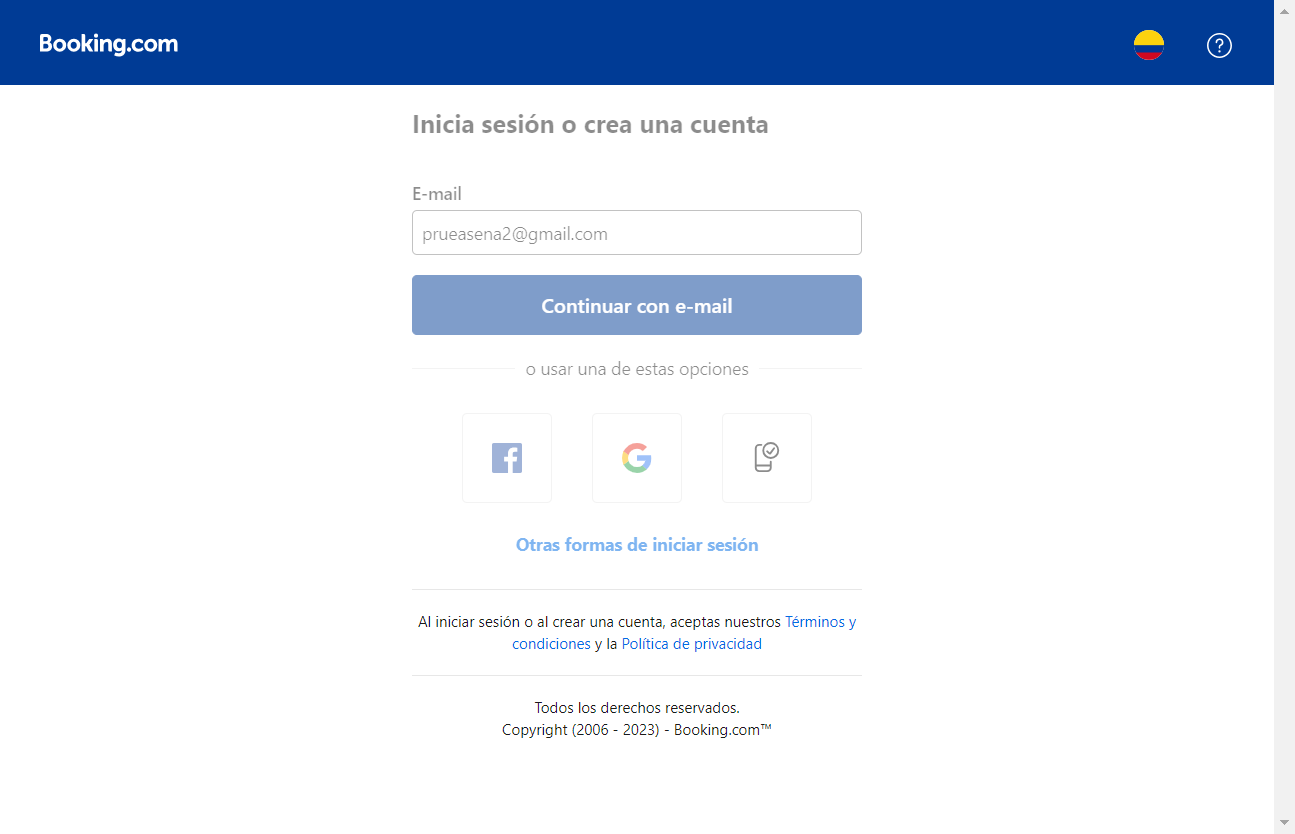 Booking.com
Inicia sesión o crea una cuenta
E-mail
prueasena2@gmail.com
Continuar con e-mail
o usar una de estas opciones
Otras formas de iniciar sesión
Al iniciar sesión o al crear una cuenta, aceptas nuestros Términos y
condiciones y la Política de privacidad
Todos los derechos reservados.
Copyright (2006 - 2023) - Booking.com™